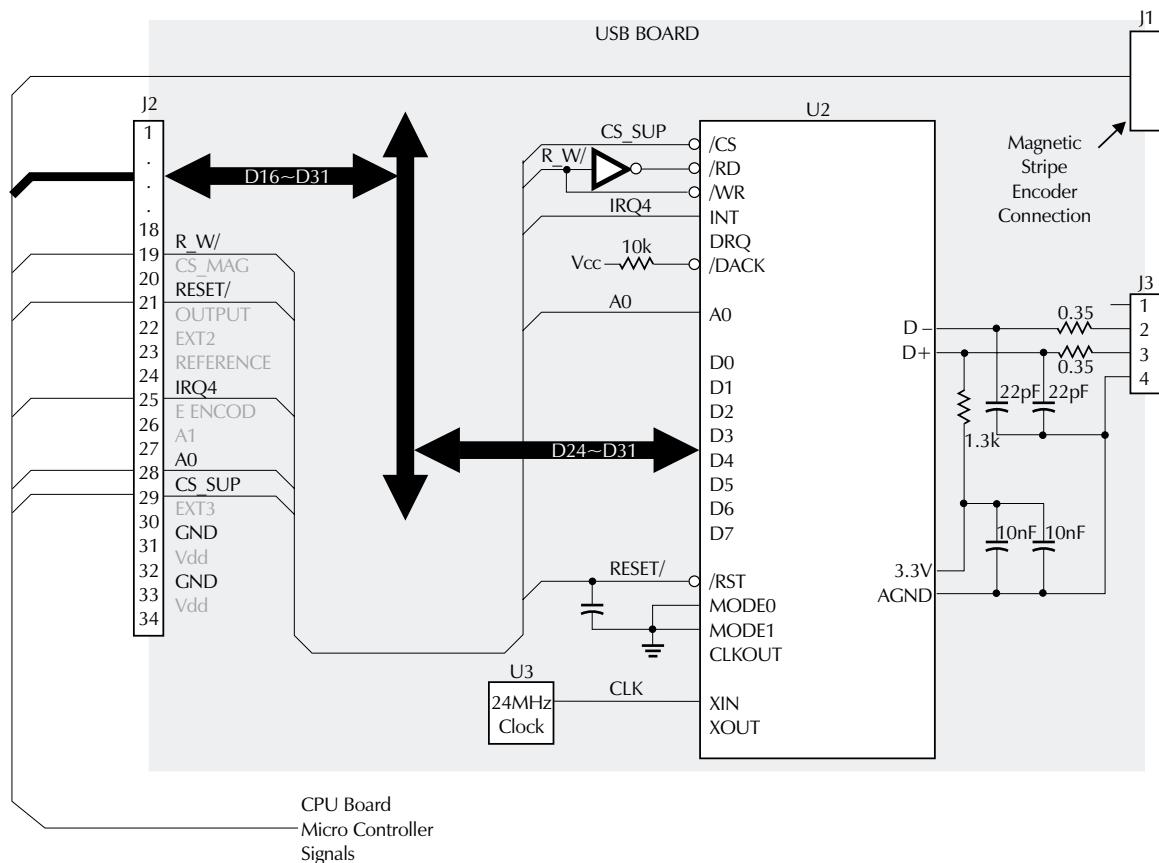 USB BOARD
J1
Magnetic
Stripe
Encoder
Connection
J2
1
.
.
.
.
18
19
20
21
22
23
24
25
26
27
28
29
30
31
32
33
34
R_W/
CS_MAG
RESET/
OUTPUT
EXT2
REFERENCE
IRQ4
E ENCOD
A1
A0
CS_SUP
EXT3
GND
Vdd
GND
Vdd
D16~D31
D24~D31
CS_SUP
R_W/
IRQ4
10k
Vcc
A0
RESET/
U3
24MHz
Clock
CLK
U2
/CS
/RD
/WR
INT
DRQ
/DACK
A0
D0
D1
D2
D3
D4
D5
D6
D7
/RST
MODE0
MODE1
CLKOUT
XIN
XOUT
D –
D+
3.3V
AGND
0.35
0.35
22pF
22pF
1.3k
10nF
10nF
J3
1
2
3
4
CPU Board
Micro Controller
Signals